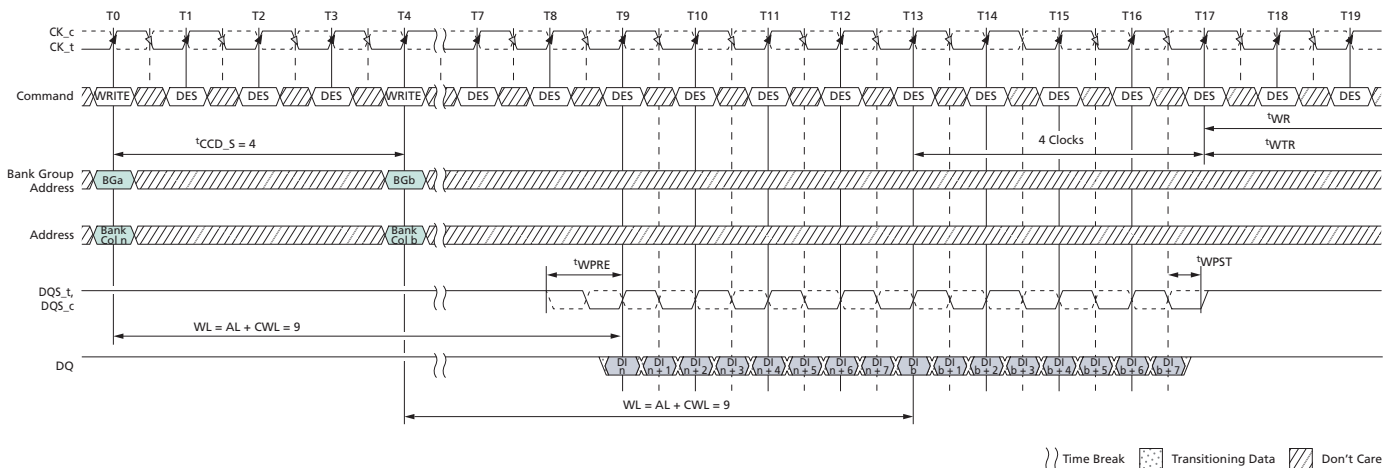 T0 T1 T2 T3 T4 T7 T8 T9 T10 T11 T12 T13 T14 T15 T16 T17 T18 T19
CK_c
CK_t
Command WRITE DES DES DES WRITE DES DES DES DES DES DES DES DES DES DES DES DES DES
tWR
tCCD_S = 4 4 Clocks tWTR
Bank Group
Address BGa BGb
Address Bank Col n Bank Col b
tWPRE tWPST
DQS_t,
DQS_c
WL = AL + CWL = 9
DQ DI n DI n + 1 DI n + 2 DI n + 3 DI n + 4 DI n + 5 DI n + 6 DI n + 7 DI b DI b + 1 DI b + 2 DI b + 3 DI b + 4 DI b + 5 DI b + 6 DI b + 7
WL = AL + CWL = 9
Time Break Transitioning Data Don't Care